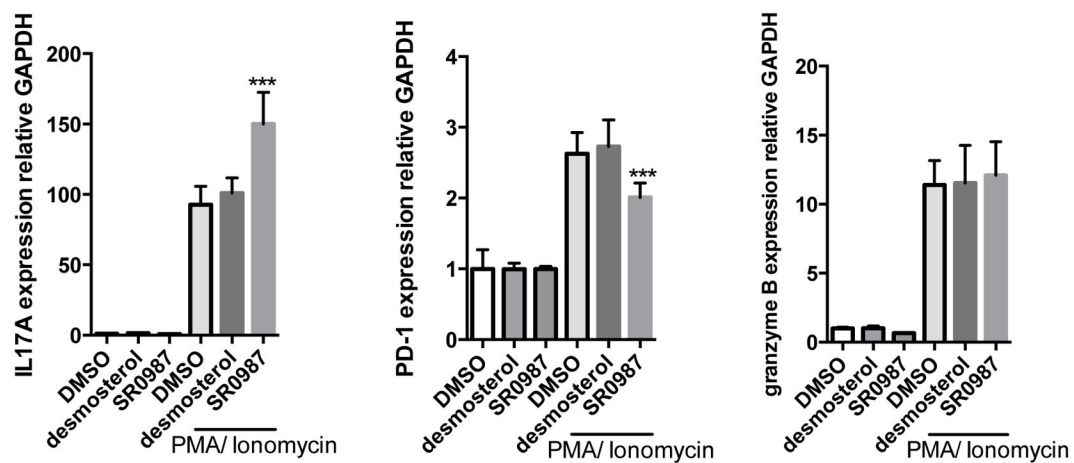 IL17A expression relative GAPDH
200
150
100
50
0
***
DMSO
desmosterol
SR0987
DMSO
desmosterol
SR0987
PMA/ Ionomycin
PD-1 expression relative GAPDH
4
3
2
1
0
***
DMSO
desmosterol
SR0987
DMSO
desmosterol
SR0987
PMA/ Ionomycin
granzyme B expression relative GAPDH
20
15
10
5
0
DMSO
desmosterol
SR0987
DMSO
desmosterol
SR0987
PMA/ Ionomycin